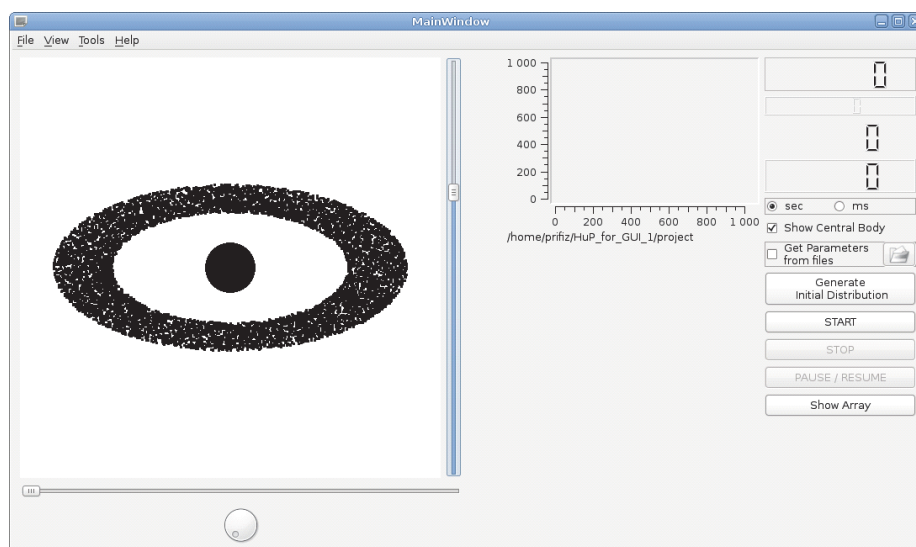 MainWindow
File View Tools Help
1 000
800
600
400
200
0
0 200 400 600 800 1 000
/home/prifiz/HuP_for_GUI_1/project
0
0
0
0
sec ms
Show Central Body
Get Parameters
from files
Generate
Initial Distribution
START
STOP
PAUSE / RESUME
Show Array